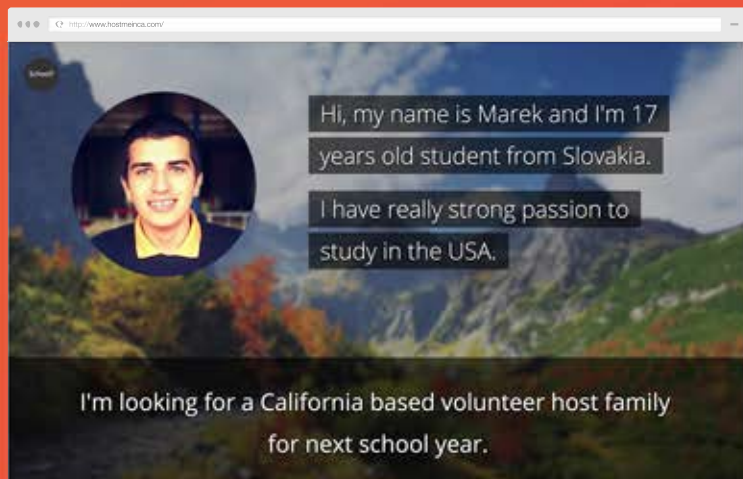 http://www.hostmeinca.com/
School?
Hi, my name is Marek and I'm 17
years old student from Slovakia.
I have really strong passion to
study in the USA.
I'm looking for a California based volunteer host family
for next school year.